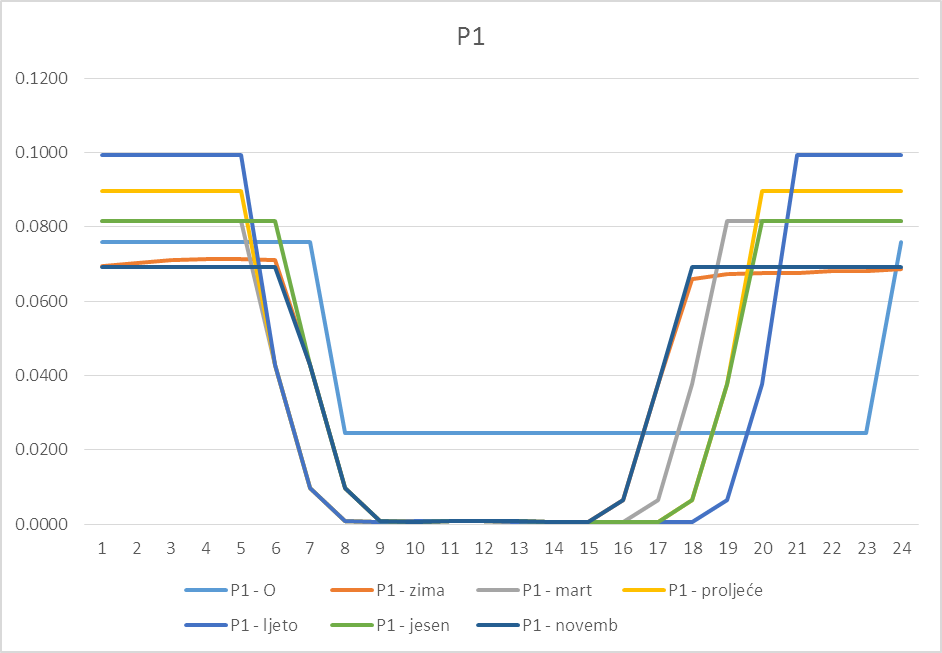 P1
0.1200
0.1000
0.0800
0.0600
0.0400
0.0200
0.0000
1 2 3 4 5 6 7 8 9 10 11 12 13 14 15 16 17 18 19 20 21 22 23 24
P1 - O P1 - zima P1 - mart P1 - proljeće
P1 - ljeto P1 - jesen P1 - novemb